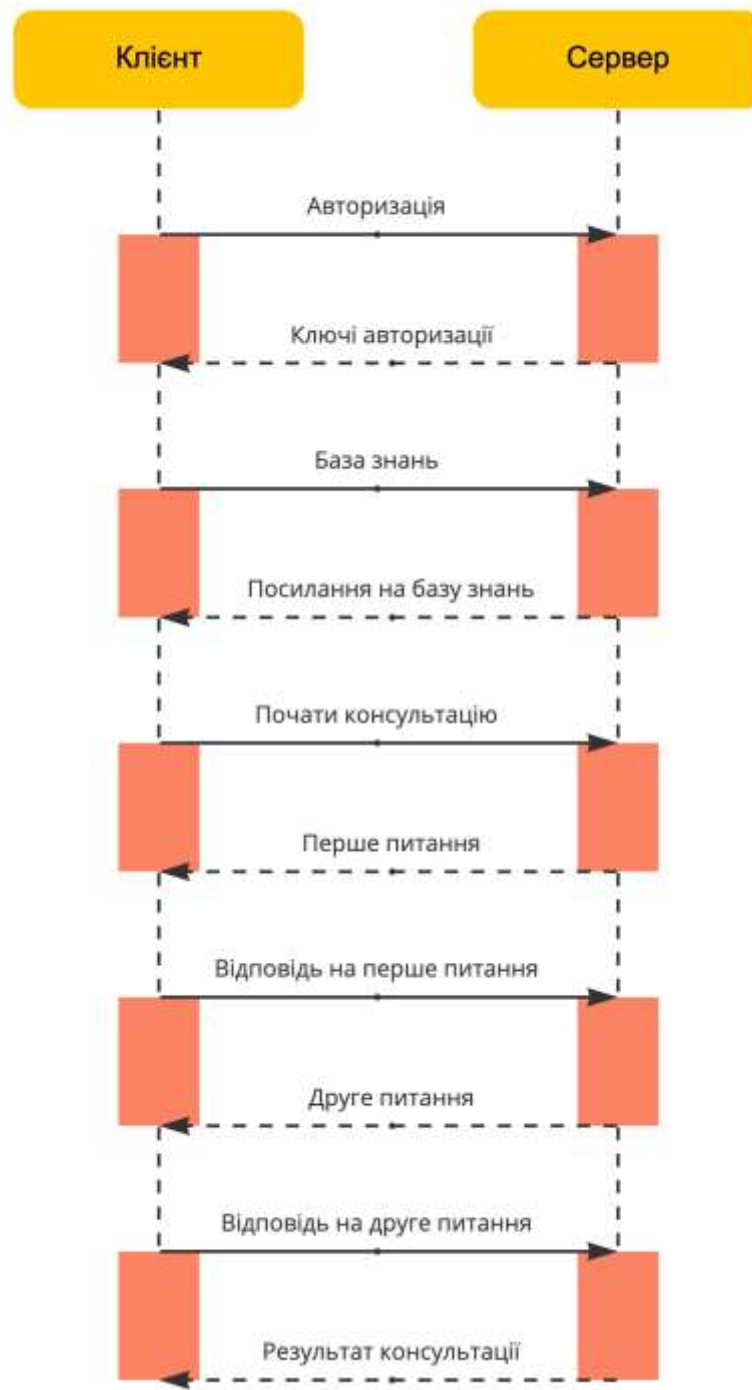 Клієнт
Сервер
Авторизація
Ключі авторизації
База знань
Посилання на базу знань
Почати консультацію
Перше питання
Відповідь на перше питання
Друге питання
Відповідь на друге питання
Результат консультації